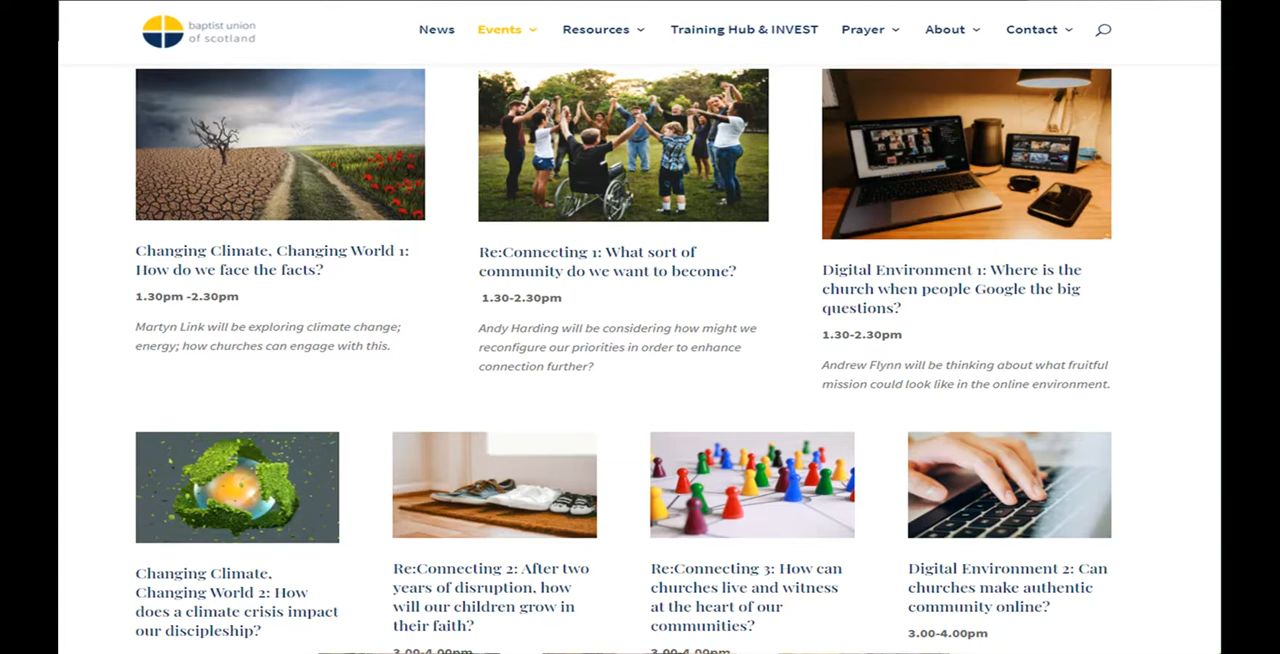 baptist union
of scotland
News
Events
Resources
Training Hub & INVEST
Prayer
About
Contact
Changing Climate, Changing World 1:
How do we face the facts?
1.30pm -2.30pm
Martyn Link will be exploring climate change;
energy; how churches can engage with this.
Re:Connecting 1: What sort of
community do we want to become?
1.30-2.30pm
Andy Harding will be considering how might we
reconfigure our priorities in order to enhance
connection further?
Digital Environment 1: Where is the
church when people Google the big
questions?
1.30-2.30pm
Andrew Flynn will be thinking about what fruitful
mission could look like in the online environment.
Changing Climate,
Changing World 2: How
does a climate crisis impact
our discipleship?
Re:Connecting 2: After two
years of disruption, how
will our children grow in
their faith?
3.00-4.00pm
Re:Connecting 3: How can
churches live and witness
at the heart of our
communities?
3.00-4.00pm
Digital Environment 2: Can
churches make authentic
community online?
3.00-4.00pm